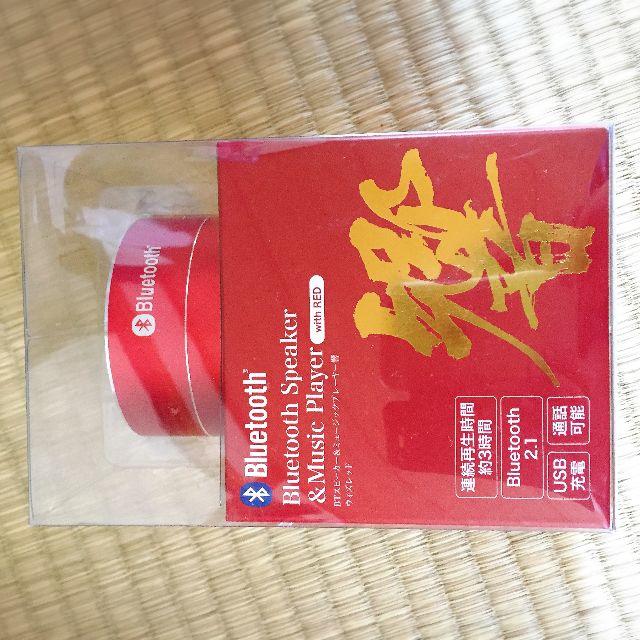 Bluetooth
響
Bluetooth
Bluetooth Speaker
& Music Player with RED
BTスピーカー&ミュージックプレーヤー響
ウィズレッド
連続再生時間
約3時間
Bluetooth
2.1
USB
充電
通話
可能